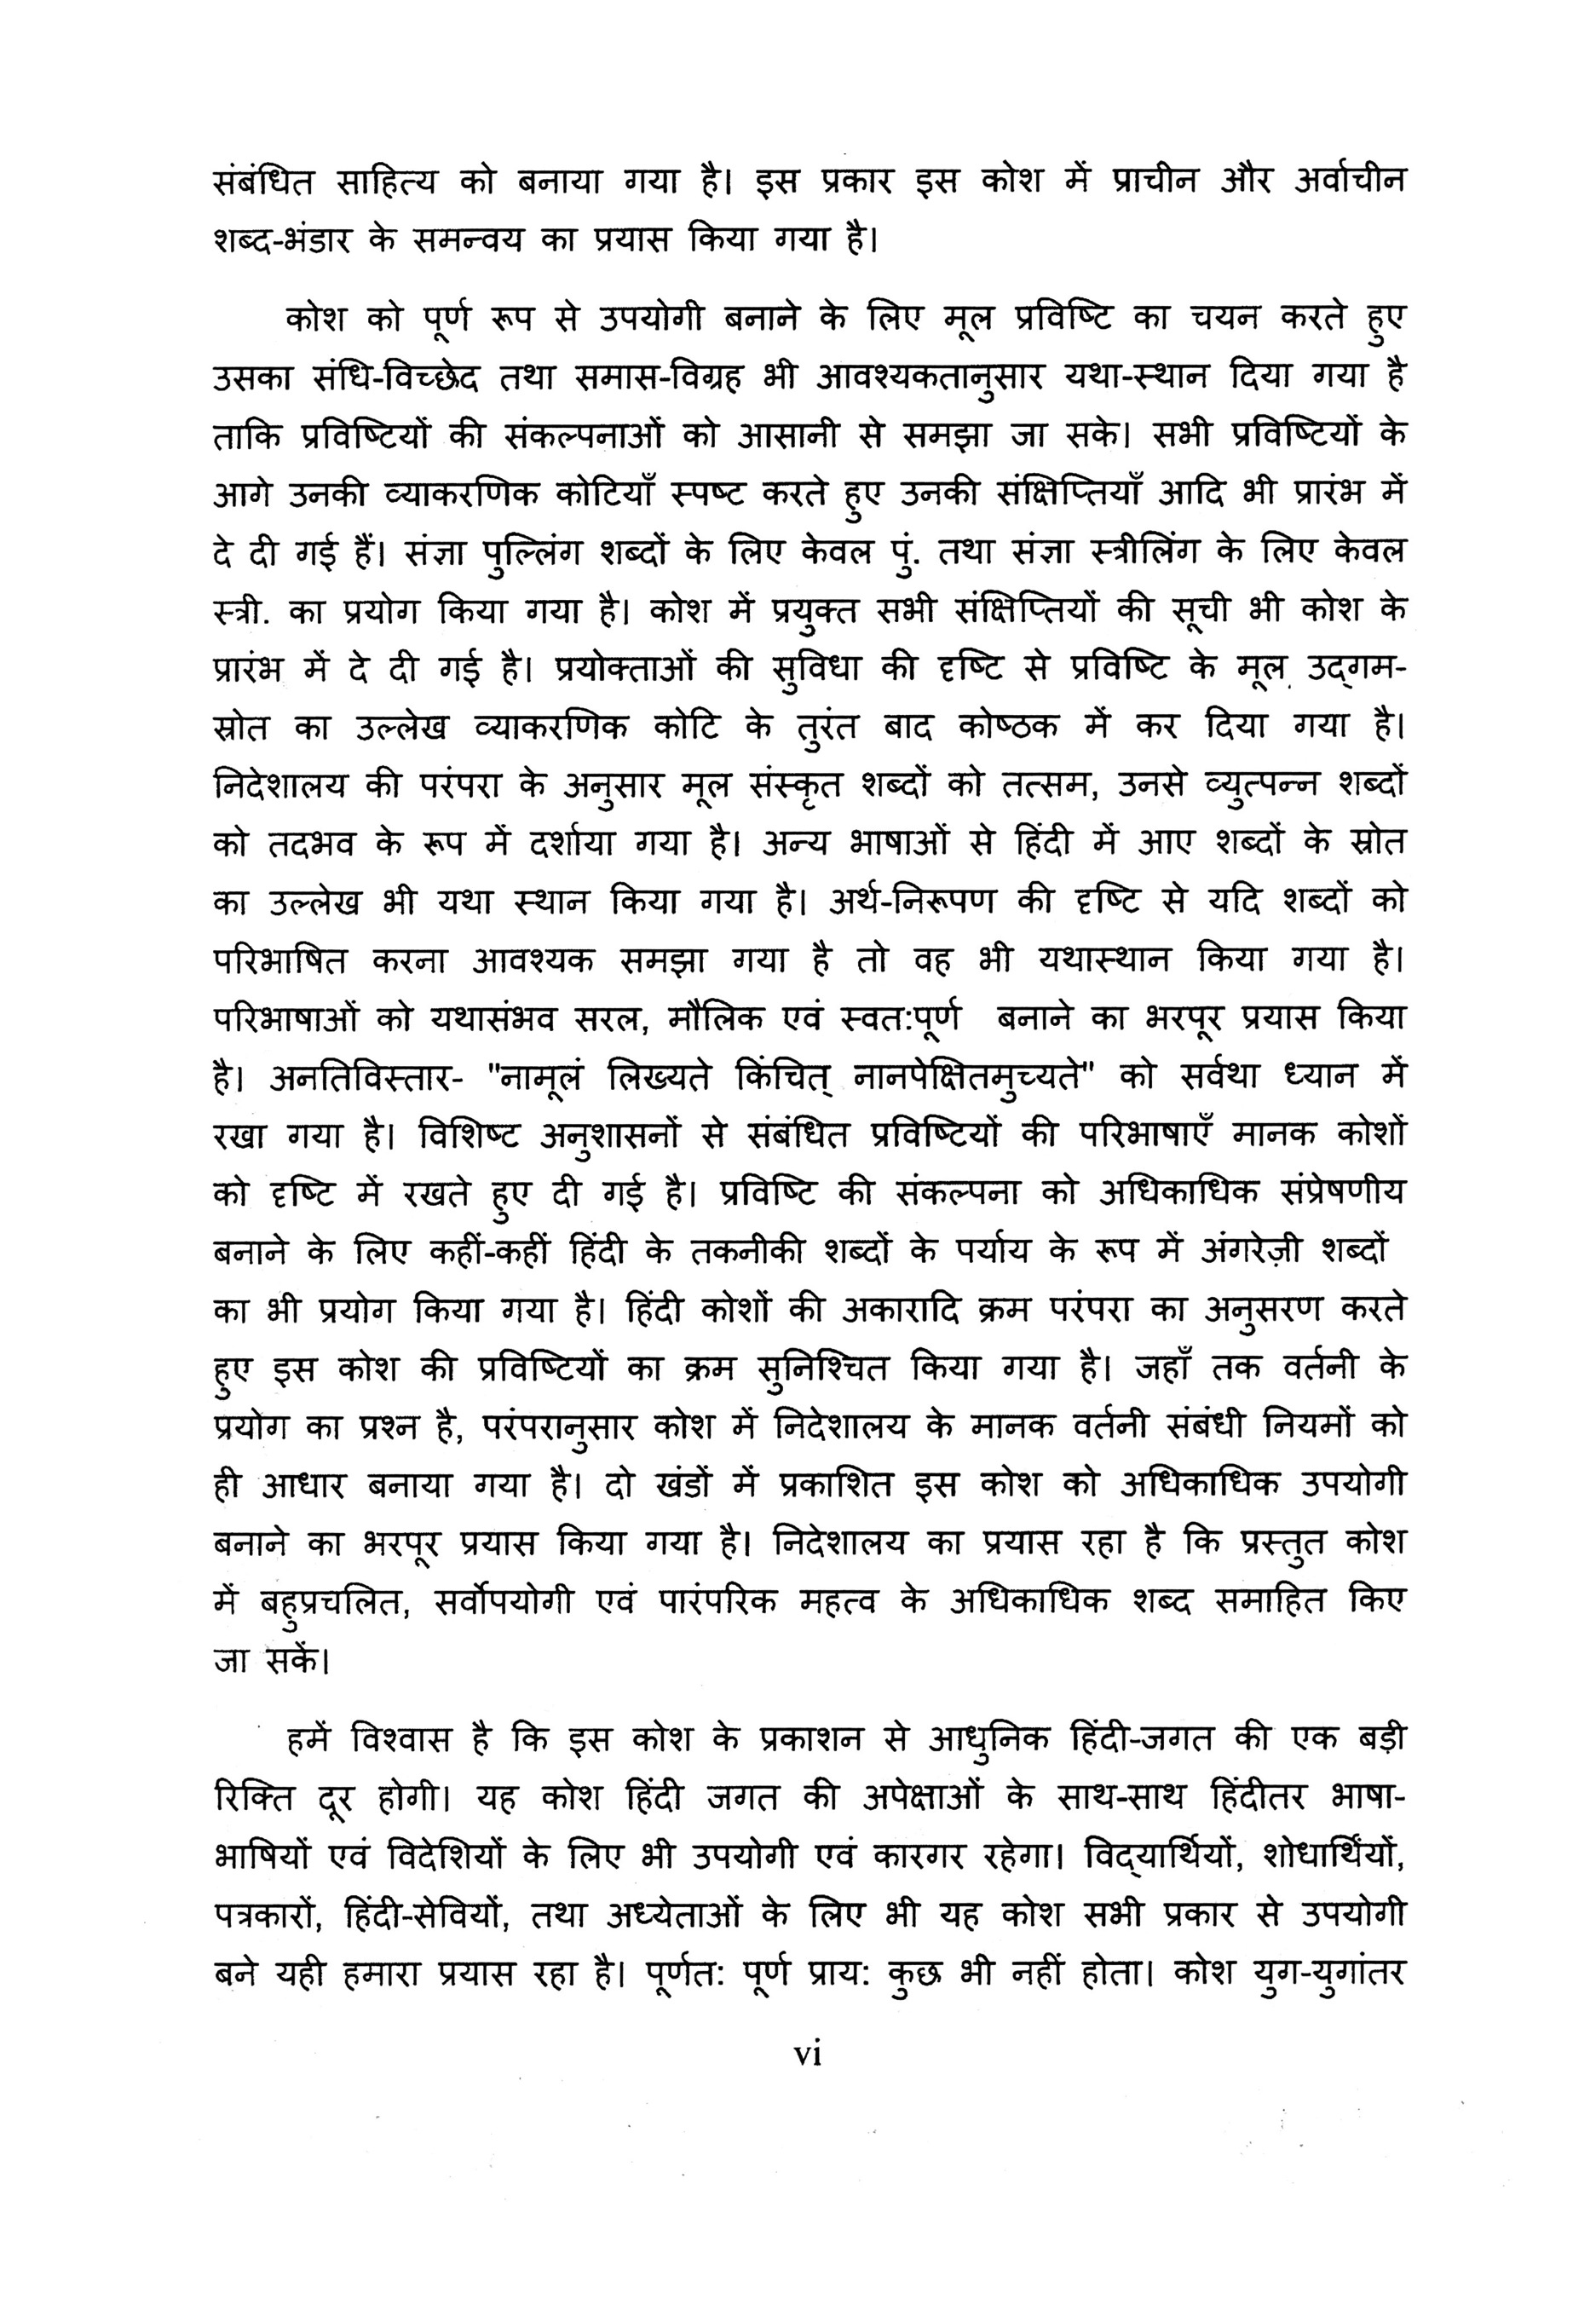 संबंधित साहित्य को बनाया गया है। इस प्रकार इस कोश में प्राचीन और अर्वाचीन
शब्द-भंडार के समन्वय का प्रयास किया गया है।
कोश को पूर्ण रूप से उपयोगी बनाने के लिए मूल प्रविष्टि का चयन करते हुए
उसका संधि-विच्छेद तथा समास-विग्रह भी आवश्यकतानुसार यथा-स्थान दिया गया है
ताकि प्रविष्टियों की संकल्पनाओं को आसानी से समझा जा सके। सभी प्रविष्टियों के
आगे उनकी व्याकरणिक कोटियाँ स्पष्ट करते हुए उनकी संक्षिप्तियाँ आदि भी प्रारंभ में
दे दी गई हैं। संज्ञा पुल्लिंग शब्दों के लिए केवल पुं. तथा संज्ञा स्त्रीलिंग के लिए केवल
स्त्री. का प्रयोग किया गया है। कोश में प्रयुक्त सभी संक्षिप्तियों की सूची भी कोश के
प्रारंभ में दे दी गई है। प्रयोक्ताओं की सुविधा की दृष्टि से प्रविष्टि के मूल उद्‌गम-
स्रोत का उल्लेख व्याकरणिक कोटि के तुरंत बाद कोष्ठक में कर दिया गया है।
निदेशालय की परंपरा के अनुसार मूल संस्कृत शब्दों को तत्सम, उनसे व्युत्पन्न शब्दों
को तदभव के रूप में दर्शाया गया है। अन्य भाषाओं से हिंदी में आए शब्दों के स्रोत
का उल्लेख भी यथा स्थान किया गया है। अर्थ-निरूपण की दृष्टि से यदि शब्दों को
परिभाषित करना आवश्यक समझा गया है तो वह भी यथास्थान किया गया है।
परिभाषाओं को यथासंभव सरल, मौलिक एवं स्वत:पूर्ण बनाने का भरपूर प्रयास किया
है। अनतिविस्तार- "नामूलं लिख्यते किंचित् नानपेक्षितमुच्यते" को सर्वथा ध्यान में
रखा गया है। विशिष्ट अनुशासनों से संबंधित प्रविष्टियों की परिभाषाएँ मानक कोशों
को दृष्टि में रखते हुए दी गई है। प्रविष्टि की संकल्पना को अधिकाधिक संप्रेषणीय
बनाने के लिए कहीं-कहीं हिंदी के तकनीकी शब्दों के पर्याय के रूप में अंगरेज़ी शब्दों
का भी प्रयोग किया गया है। हिंदी कोशों की अकारादि क्रम परंपरा का अनुसरण करते
हुए इस कोश की प्रविष्टियों का क्रम सुनिश्चित किया गया है। जहाँ तक वर्तनी के
प्रयोग का प्रश्न है, परंपरानुसार कोश में निदेशालय के मानक वर्तनी संबंधी नियमों को
ही आधार बनाया गया है। दो खंडों में प्रकाशित इस कोश को अधिकाधिक उपयोगी
बनाने का भरपूर प्रयास किया गया है। निदेशालय का प्रयास रहा है कि प्रस्तुत कोश
में बहुप्रचलित, सर्वोपयोगी एवं पारंपरिक महत्व के अधिकाधिक शब्द समाहित किए
जा सकें।
हमें विश्वास है कि इस कोश के प्रकाशन से आधुनिक हिंदी-जगत की एक बड़ी
रिक्ति दूर होगी। यह कोश हिंदी जगत की अपेक्षाओं के साथ-साथ हिंदीतर भाषा-
भाषियों एवं विदेशियों के लिए भी उपयोगी एवं कारगर रहेगा। विद्‌यार्थियों, शोधार्थियों,
पत्रकारों, हिंदी-सेवियों, तथा अध्येताओं के लिए भी यह कोश सभी प्रकार से उपयोगी
बने यही हमारा प्रयास रहा है। पूर्णत: पूर्ण प्राय: कुछ भी नहीं होता। कोश युग-युगांतर
vi